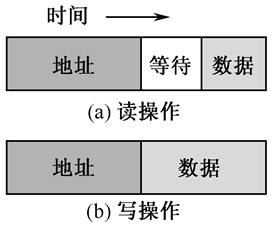 时间
地址 等待 数据
(a) 读操作
地址 数据
(b) 写操作